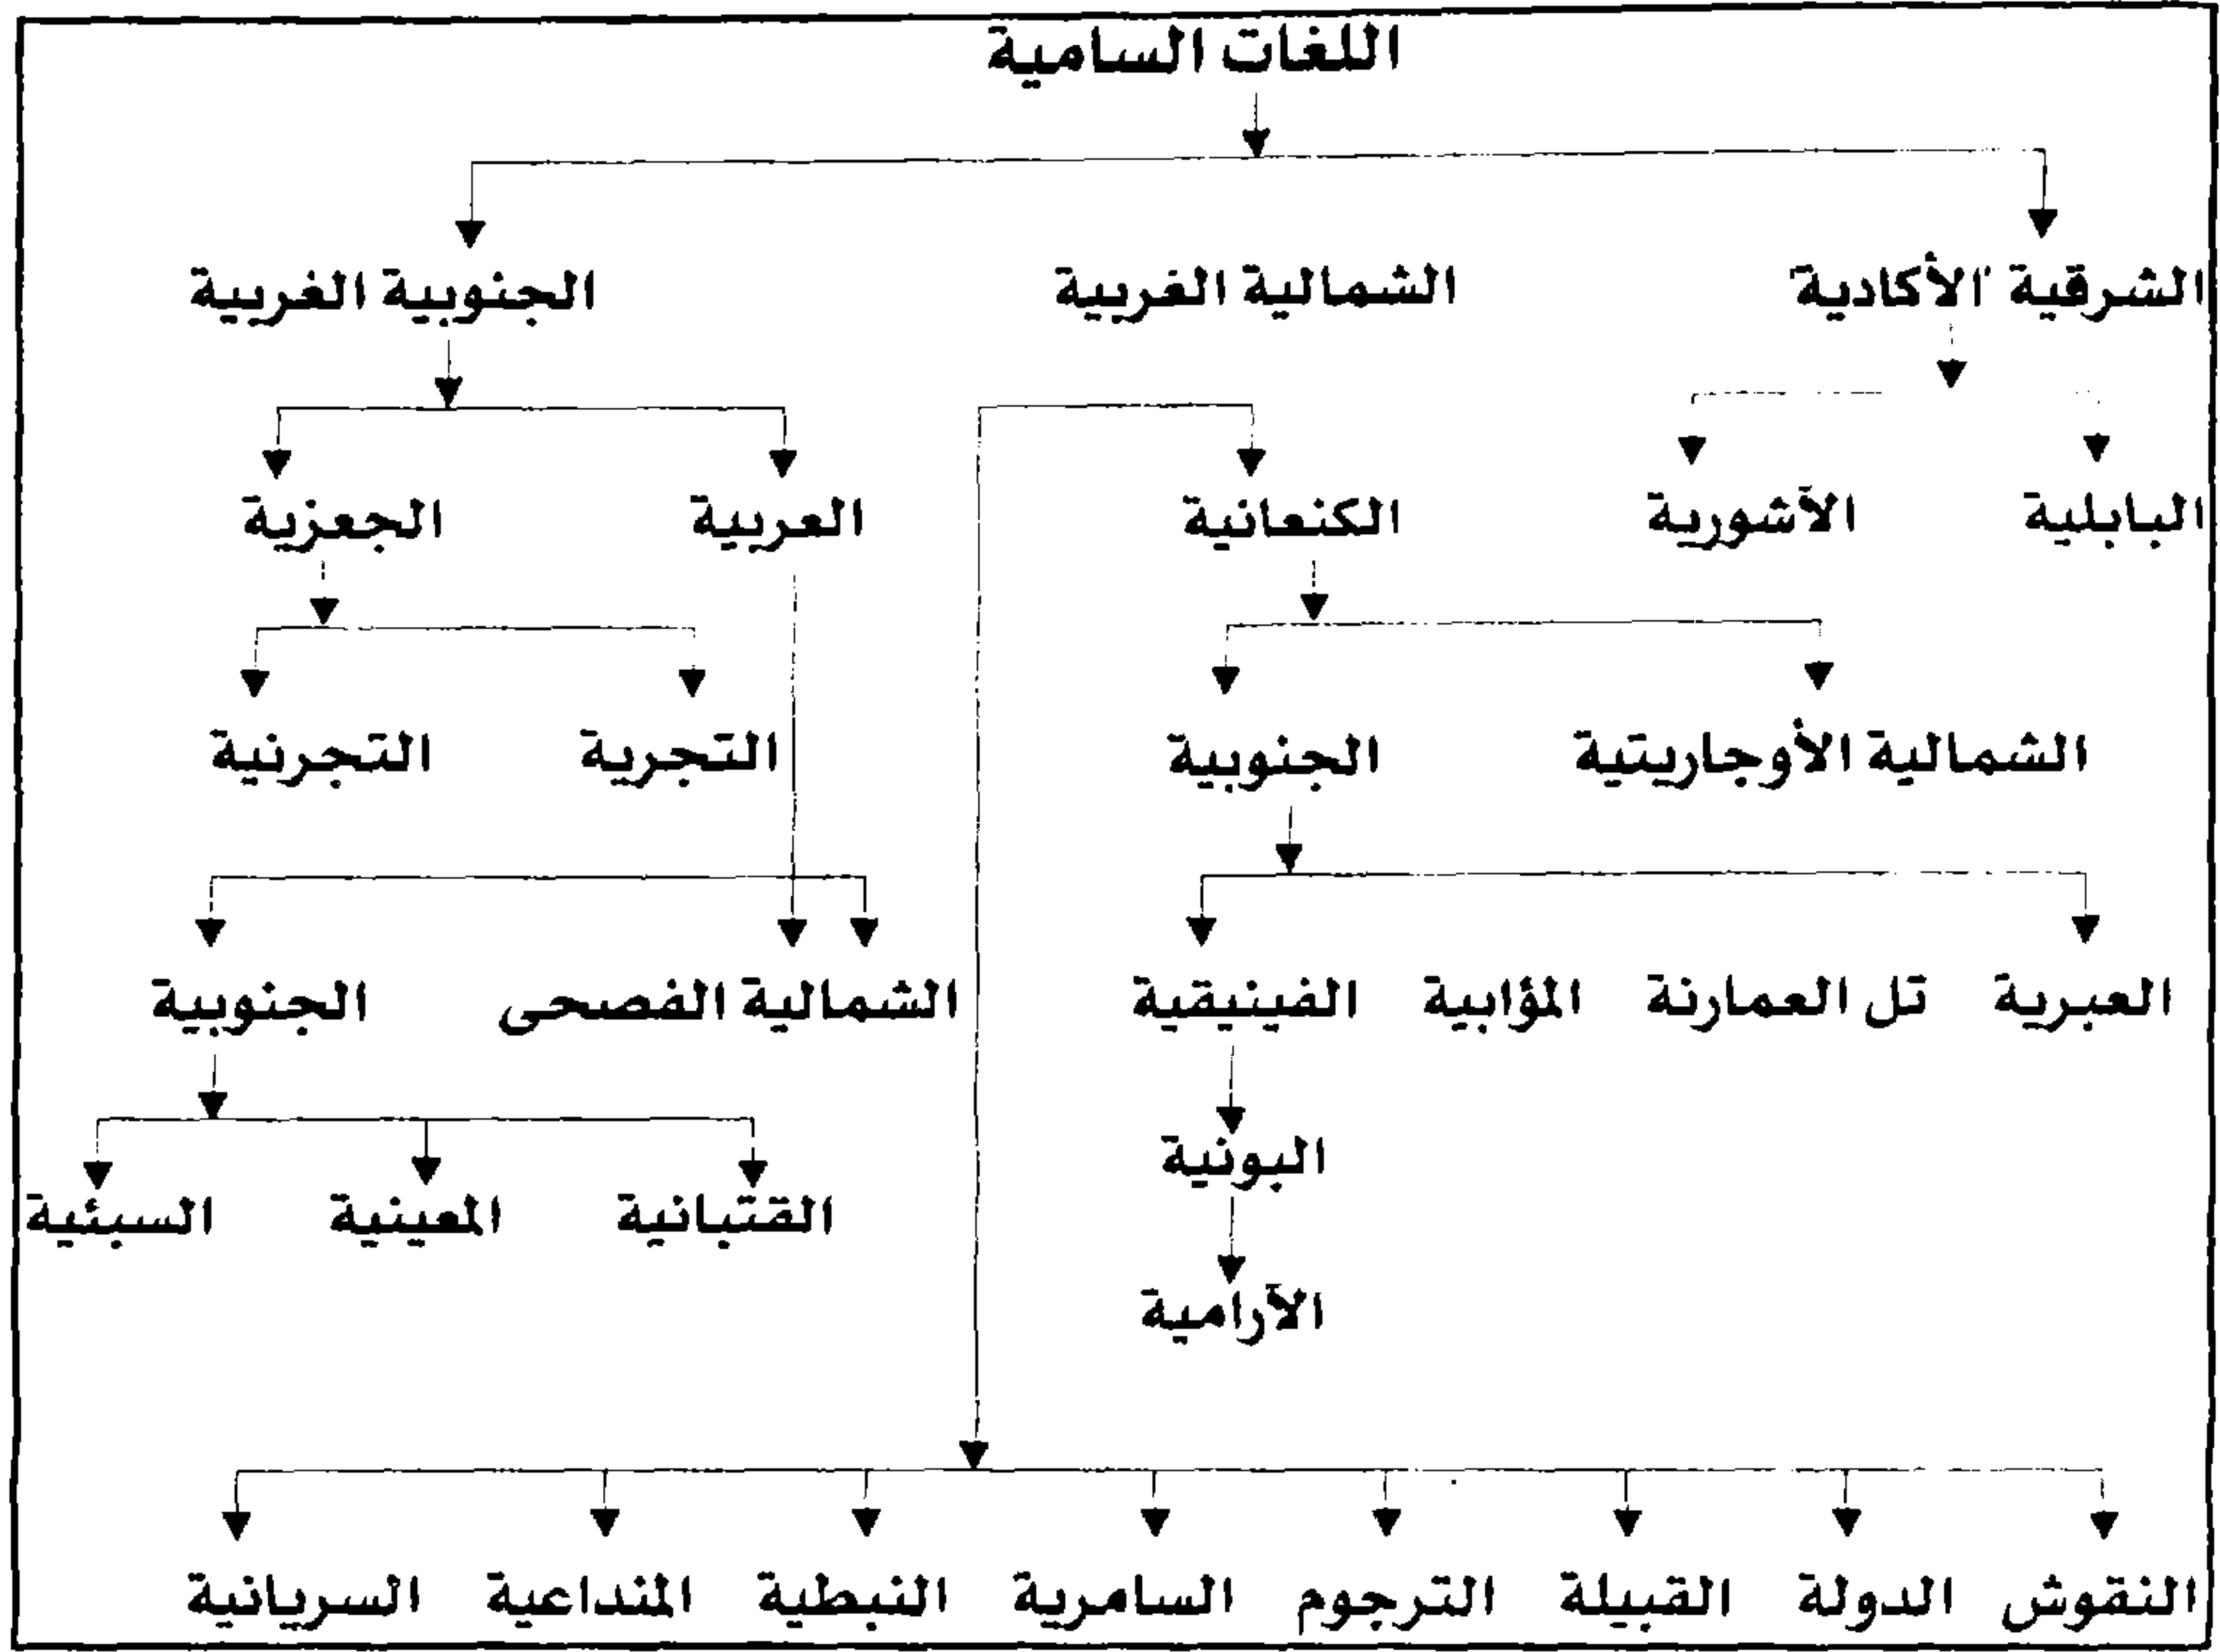 اللغات السامية
الشرقية الأكادية الشمالية الغربية الجنوبية الغربية
البابلية الآشورية الكنعانية العربية الجعزية
الشمالية الأوجاريتية الجنوبية التجرية التجرنية
العبرية تل العمارنة المؤابية الفينيقية الشمالية الفصحى الجنوبية
البونية
القتبانية المعينية السبئية
الآرامية
النقوش الدولة القبيلة الترجوم السامرية النبطية المنداعية السريانية